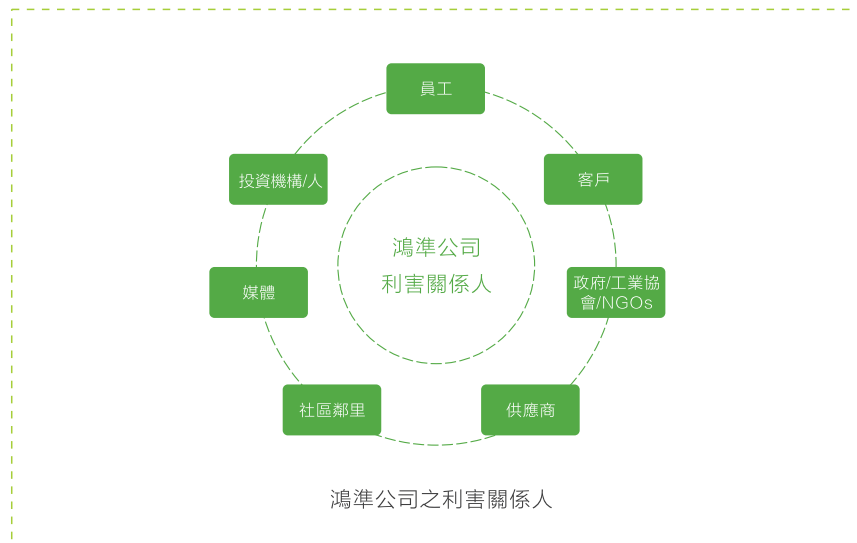 員工
投資機構/人
客戶
鴻準公司
利害關係人
媒體
政府/工業協
會/NGOs
社區鄰里
供應商
鴻準公司之利害關係人